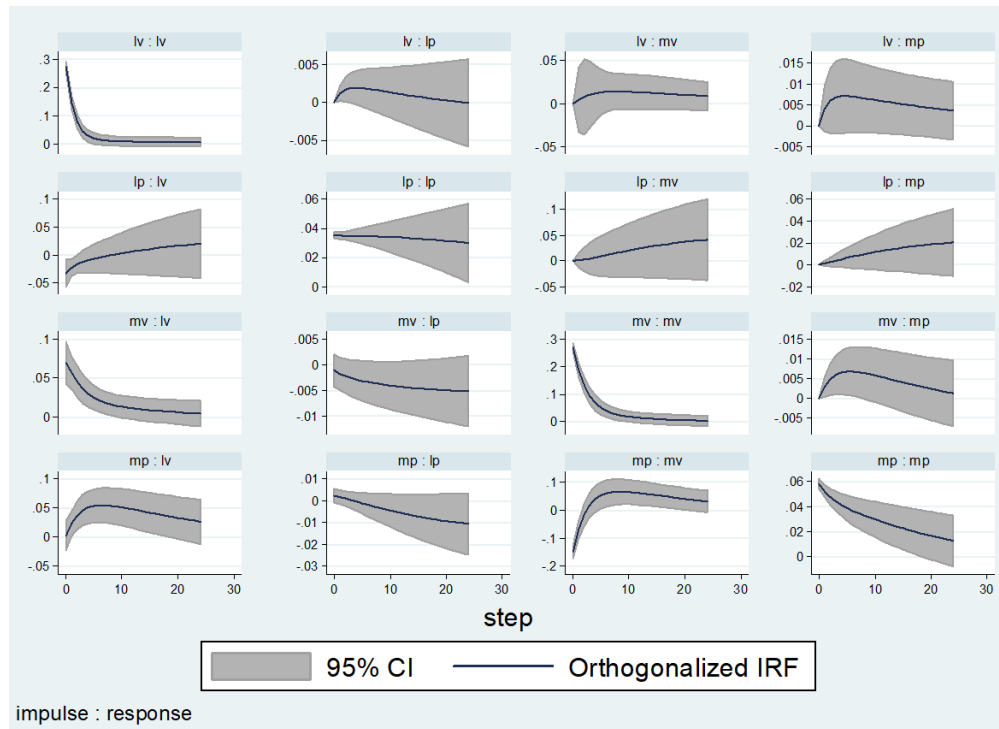 lv : lv
lv : lp
lv : mv
lv : mp
.3
.2
.1
0
.005
0
-.005
.05
0
-.05
.015
.01
.005
0
-.005
lp : lv
lp : lp
lp : mv
lp : mp
.1
.05
0
-.05
.06
.04
.02
0
.1
.05
0
-.05
.06
.04
.02
0
-.02
mv : lv
mv : lp
mv : mv
mv : mp
.1
.05
0
.005
0
-.005
-.01
.3
.2
.1
0
.015
.01
.005
0
-.005
mp : lv
mp : lp
mp : mv
mp : mp
.1
.05
0
-.05
.01
0
-.01
-.02
-.03
.1
0
-.1
-.2
.06
.04
.02
0
0 10 20 30
0 10 20 30
0 10 20 30
0 10 20 30
step
95% CI
Orthogonalized IRF
impulse : response